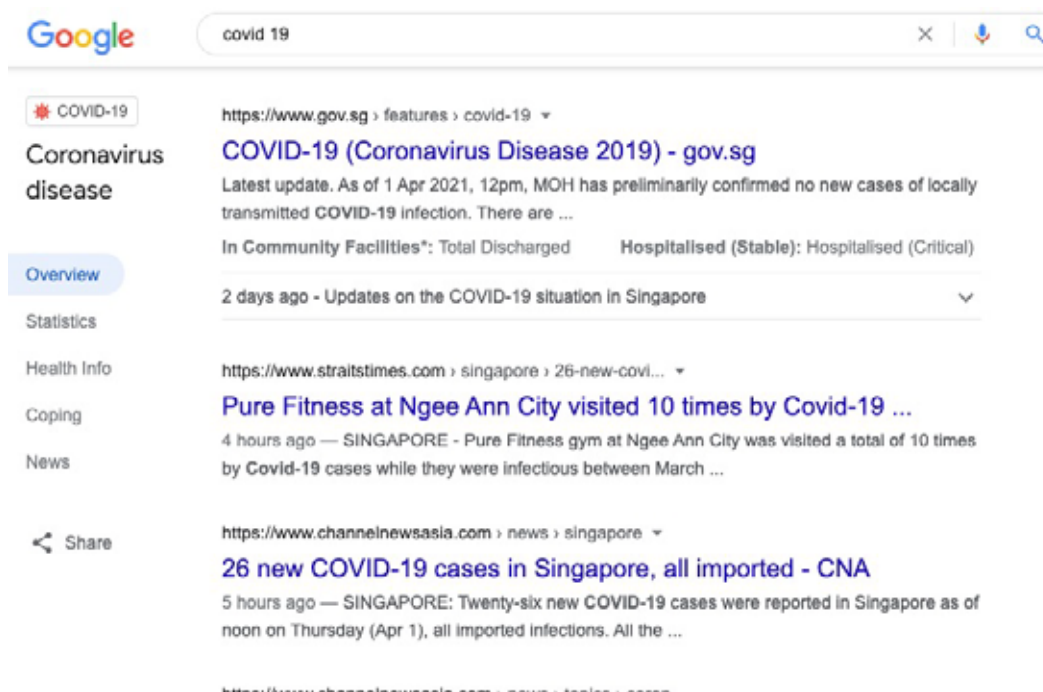 Google
covid 19
COVID-19
Coronavirus
disease
Overview
Statistics
Health Info
Coping
News
Share
https://www.gov.sg › features › covid-19
COVID-19 (Coronavirus Disease 2019) - gov.sg
Latest update. As of 1 Apr 2021, 12pm, MOH has preliminarily confirmed no new cases of locally
transmitted COVID-19 infection. There are ...
In Community Facilities*: Total Discharged Hospitalised (Stable): Hospitalised (Critical)
2 days ago - Updates on the COVID-19 situation in Singapore
https://www.straitstimes.com › singapore › 26-new-covi...
Pure Fitness at Ngee Ann City visited 10 times by Covid-19 ...
4 hours ago — SINGAPORE - Pure Fitness gym at Ngee Ann City was visited a total of 10 times
by Covid-19 cases while they were infectious between March ...
https://www.channelnewsasia.com › news › singapore
26 new COVID-19 cases in Singapore, all imported - CNA
5 hours ago — SINGAPORE: Twenty-six new COVID-19 cases were reported in Singapore as of
noon on Thursday (Apr 1), all imported infections. All the ...